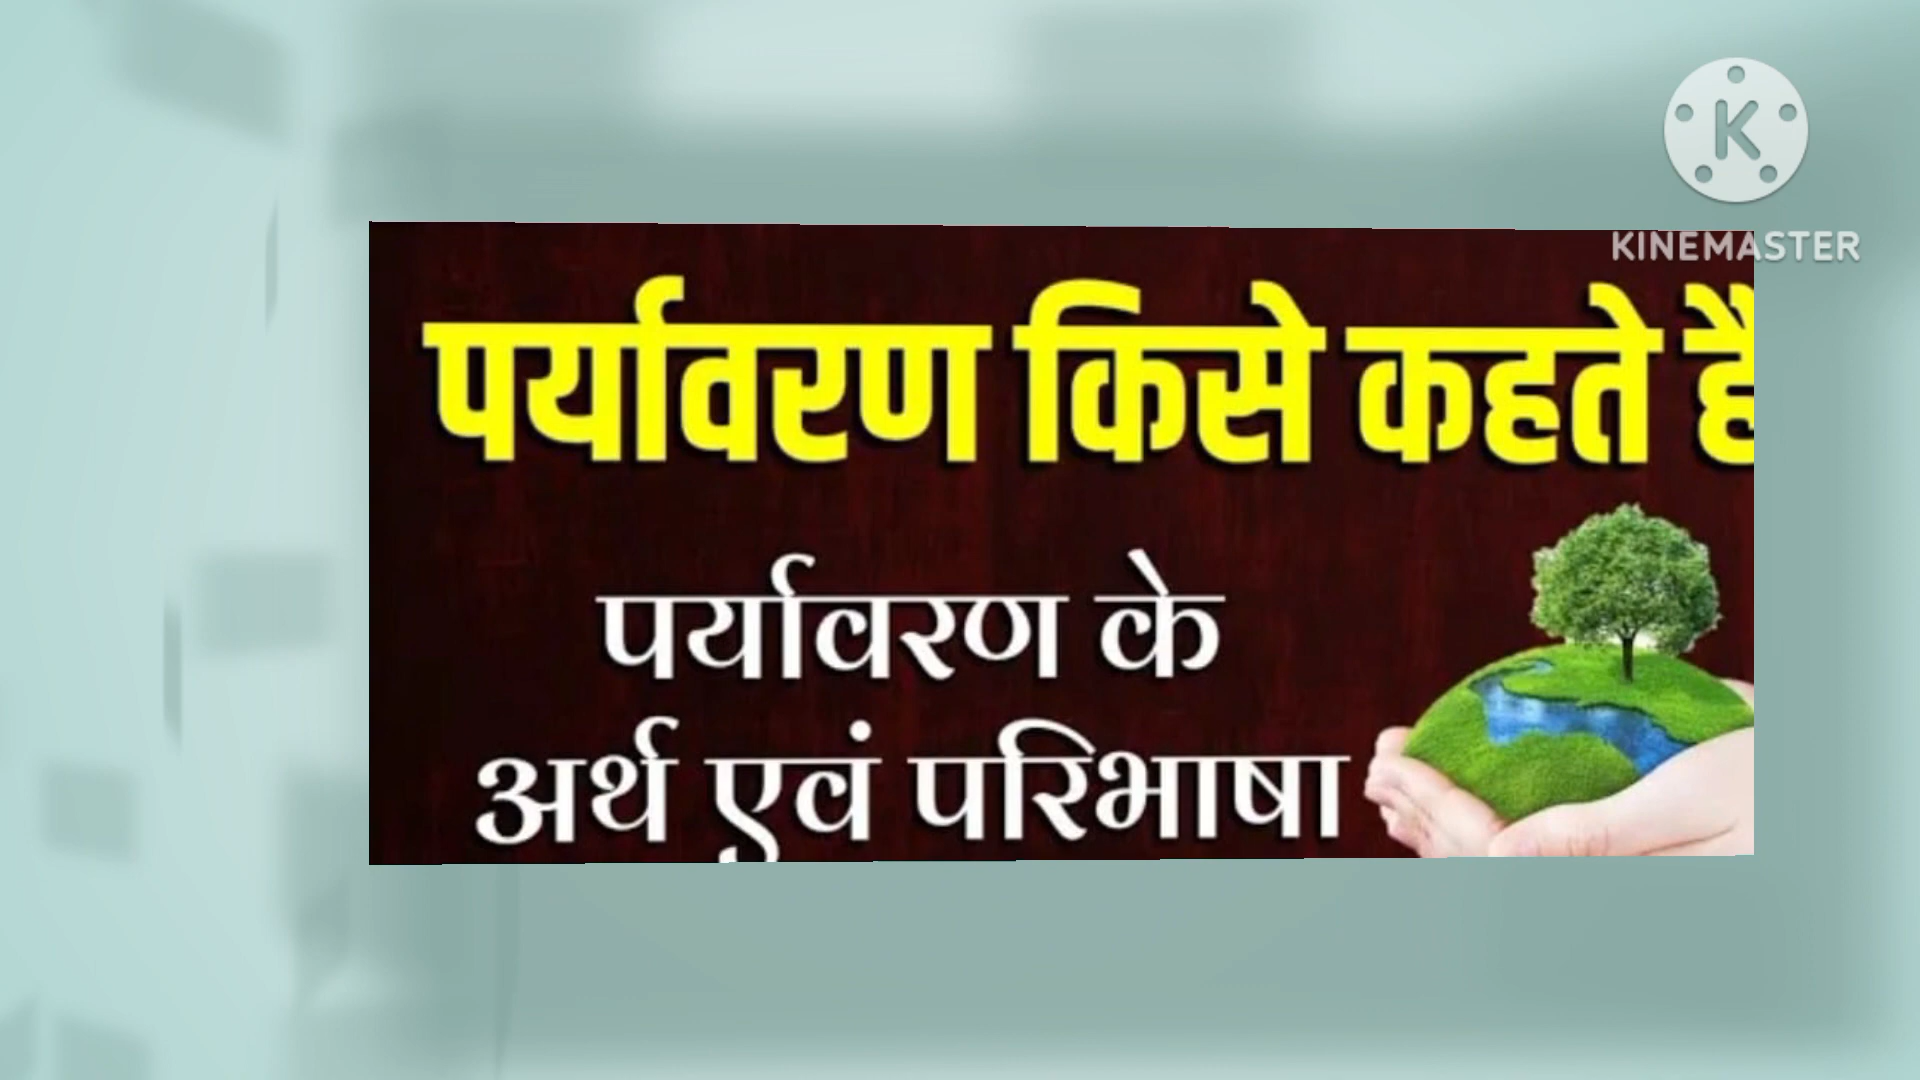 K
KINEMASTER
पर्यावरण किसे कहते है
पर्यावरण के
अर्थ एवं परिभाषा